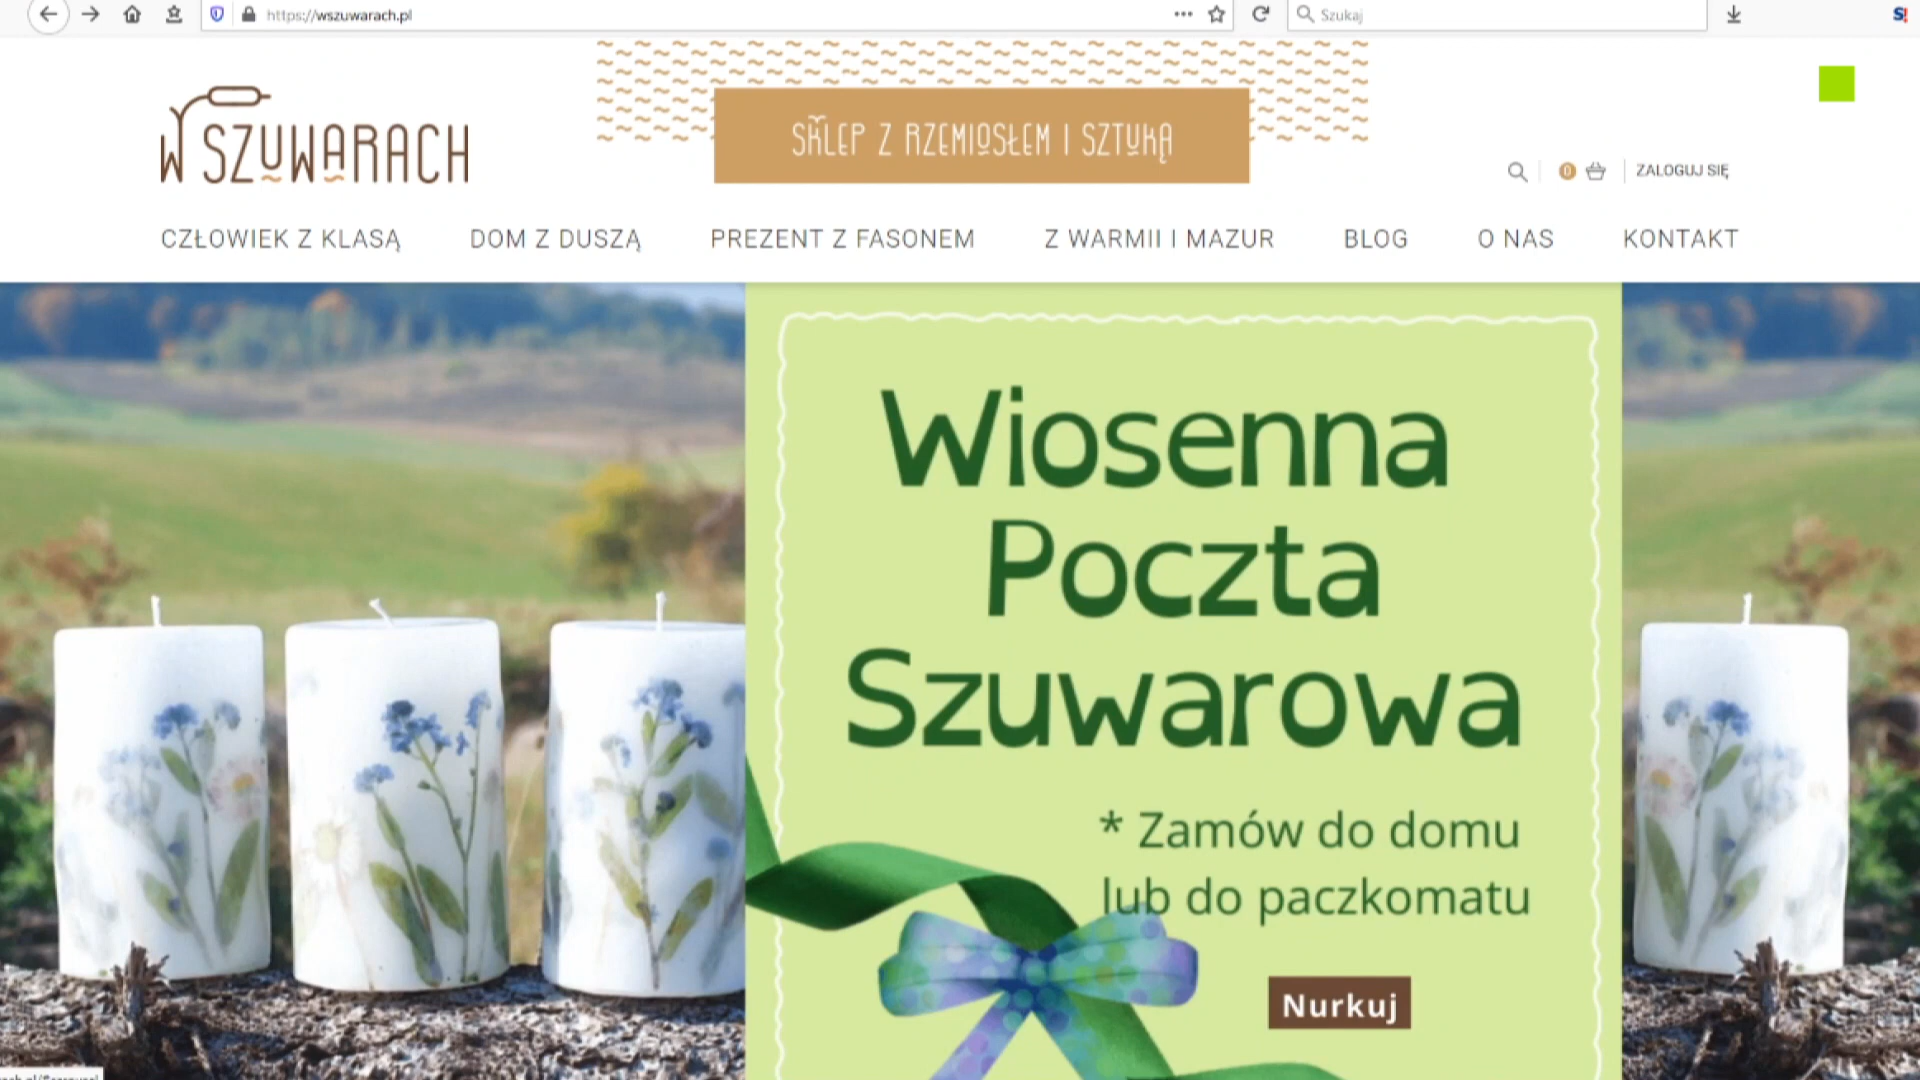 https://wszuwarach.pl
Szukaj
W SZUWARACH
SKLEP Z RZEMIOSŁEM I SZTUKĄ
0
ZALOGUJ SIĘ
CZŁOWIEK Z KLASĄ
DOM Z DUSZĄ
PREZENT Z FASONEM
Z WARMII I MAZUR
BLOG
O NAS
KONTAKT
Wiosenna
Poczta
Szuwarowa
* Zamów do domu
lub do paczkomatu
Nurkuj